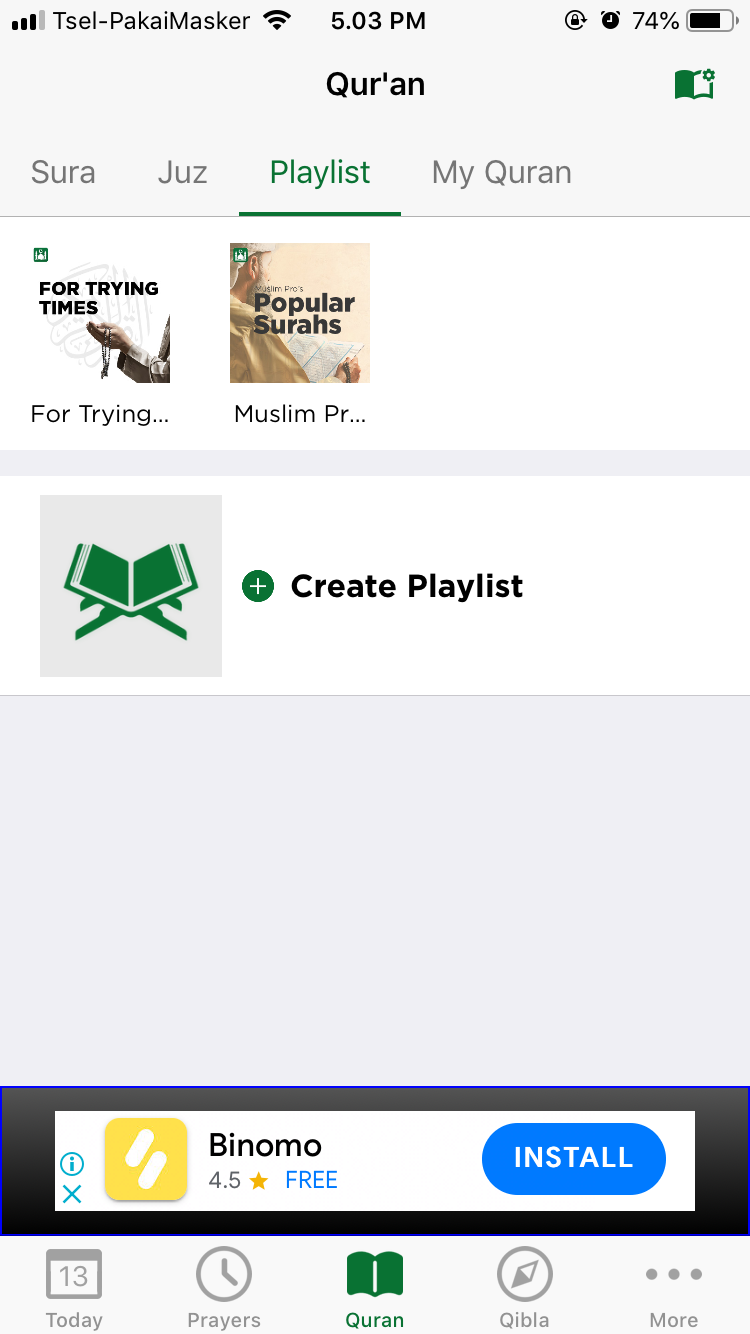 Tsel-PakaiMasker 5.03 PM 74%
Qur'an
Sura Juz Playlist My Quran
FOR TRYING
TIMES
Muslim Pro's
Popular
Surahs
For Trying... Muslim Pr...
Create Playlist
Binomo
4.5 FREE
INSTALL
13
Today Prayers Quran Qibla More